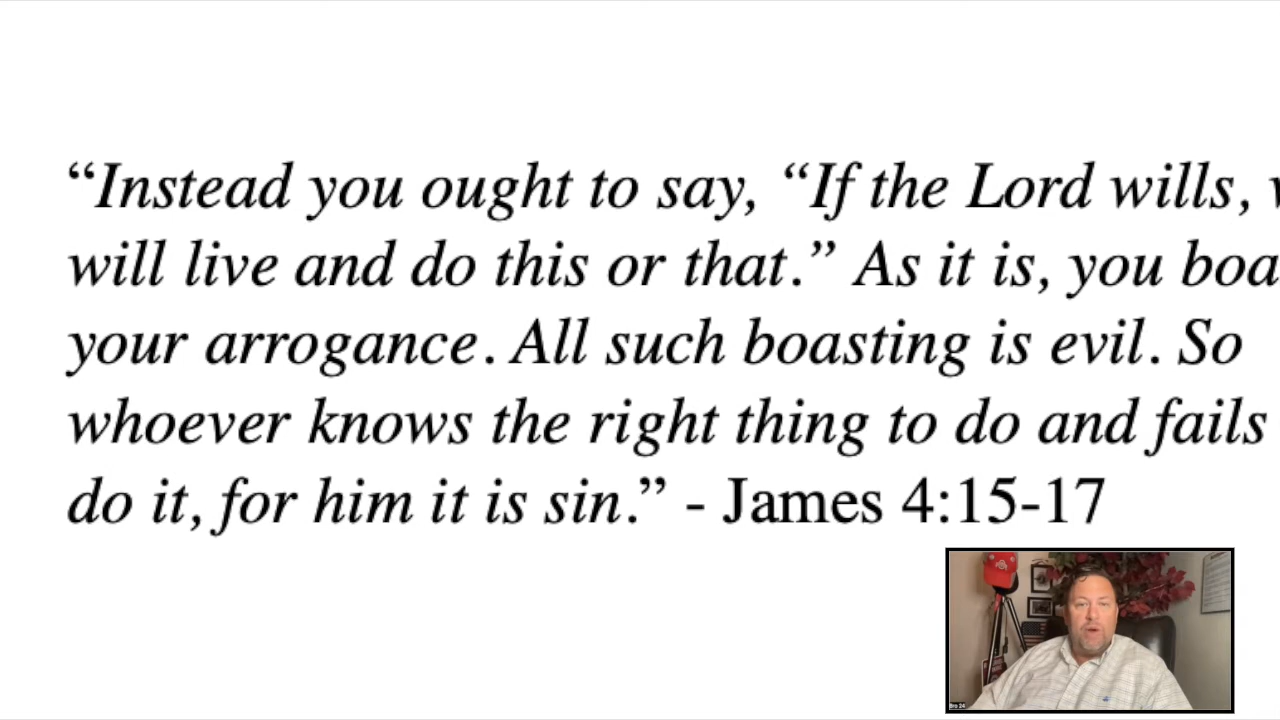 “Instead you ought to say, “If the Lord wills,
will live and do this or that.” As it is, you boa
your arrogance. All such boasting is evil. So
whoever knows the right thing to do and fails
do it, for him it is sin.” - James 4:15-17